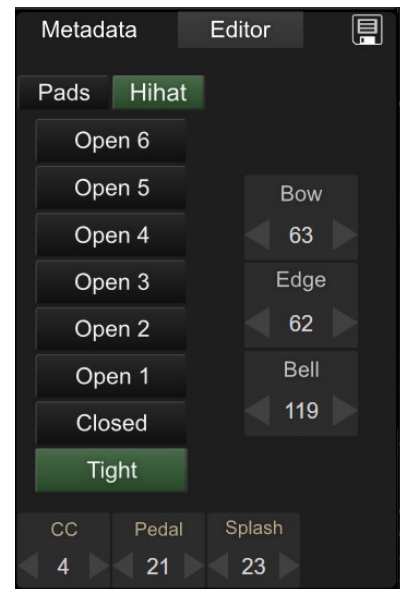 Metadata Editor
Pads Hihat
Open 6
Open 5
Open 4
Open 3
Open 2
Open 1
Closed
Tight
Bow
63
Edge
62
Bell
119
CC Pedal Splash
4 21 23